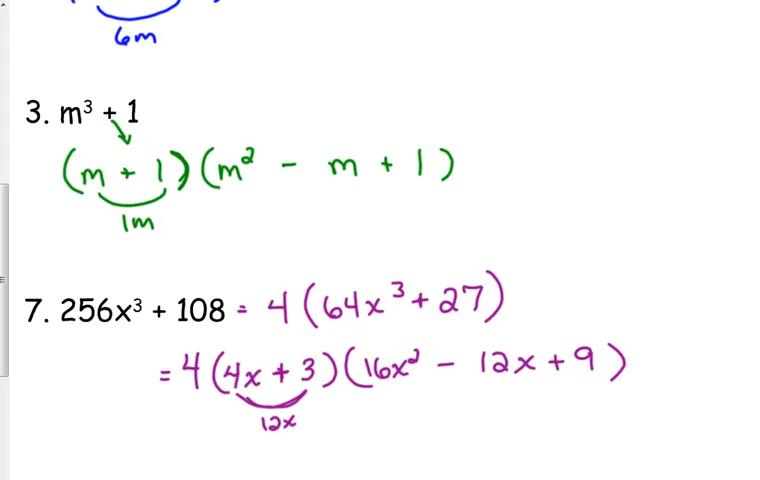 6m
3. m³ + 1
(m + 1)(m² - m + 1)
1m
7. 256x³ + 108 = 4(64x³ + 27)
= 4(4x + 3)(16x² - 12x + 9)
12x